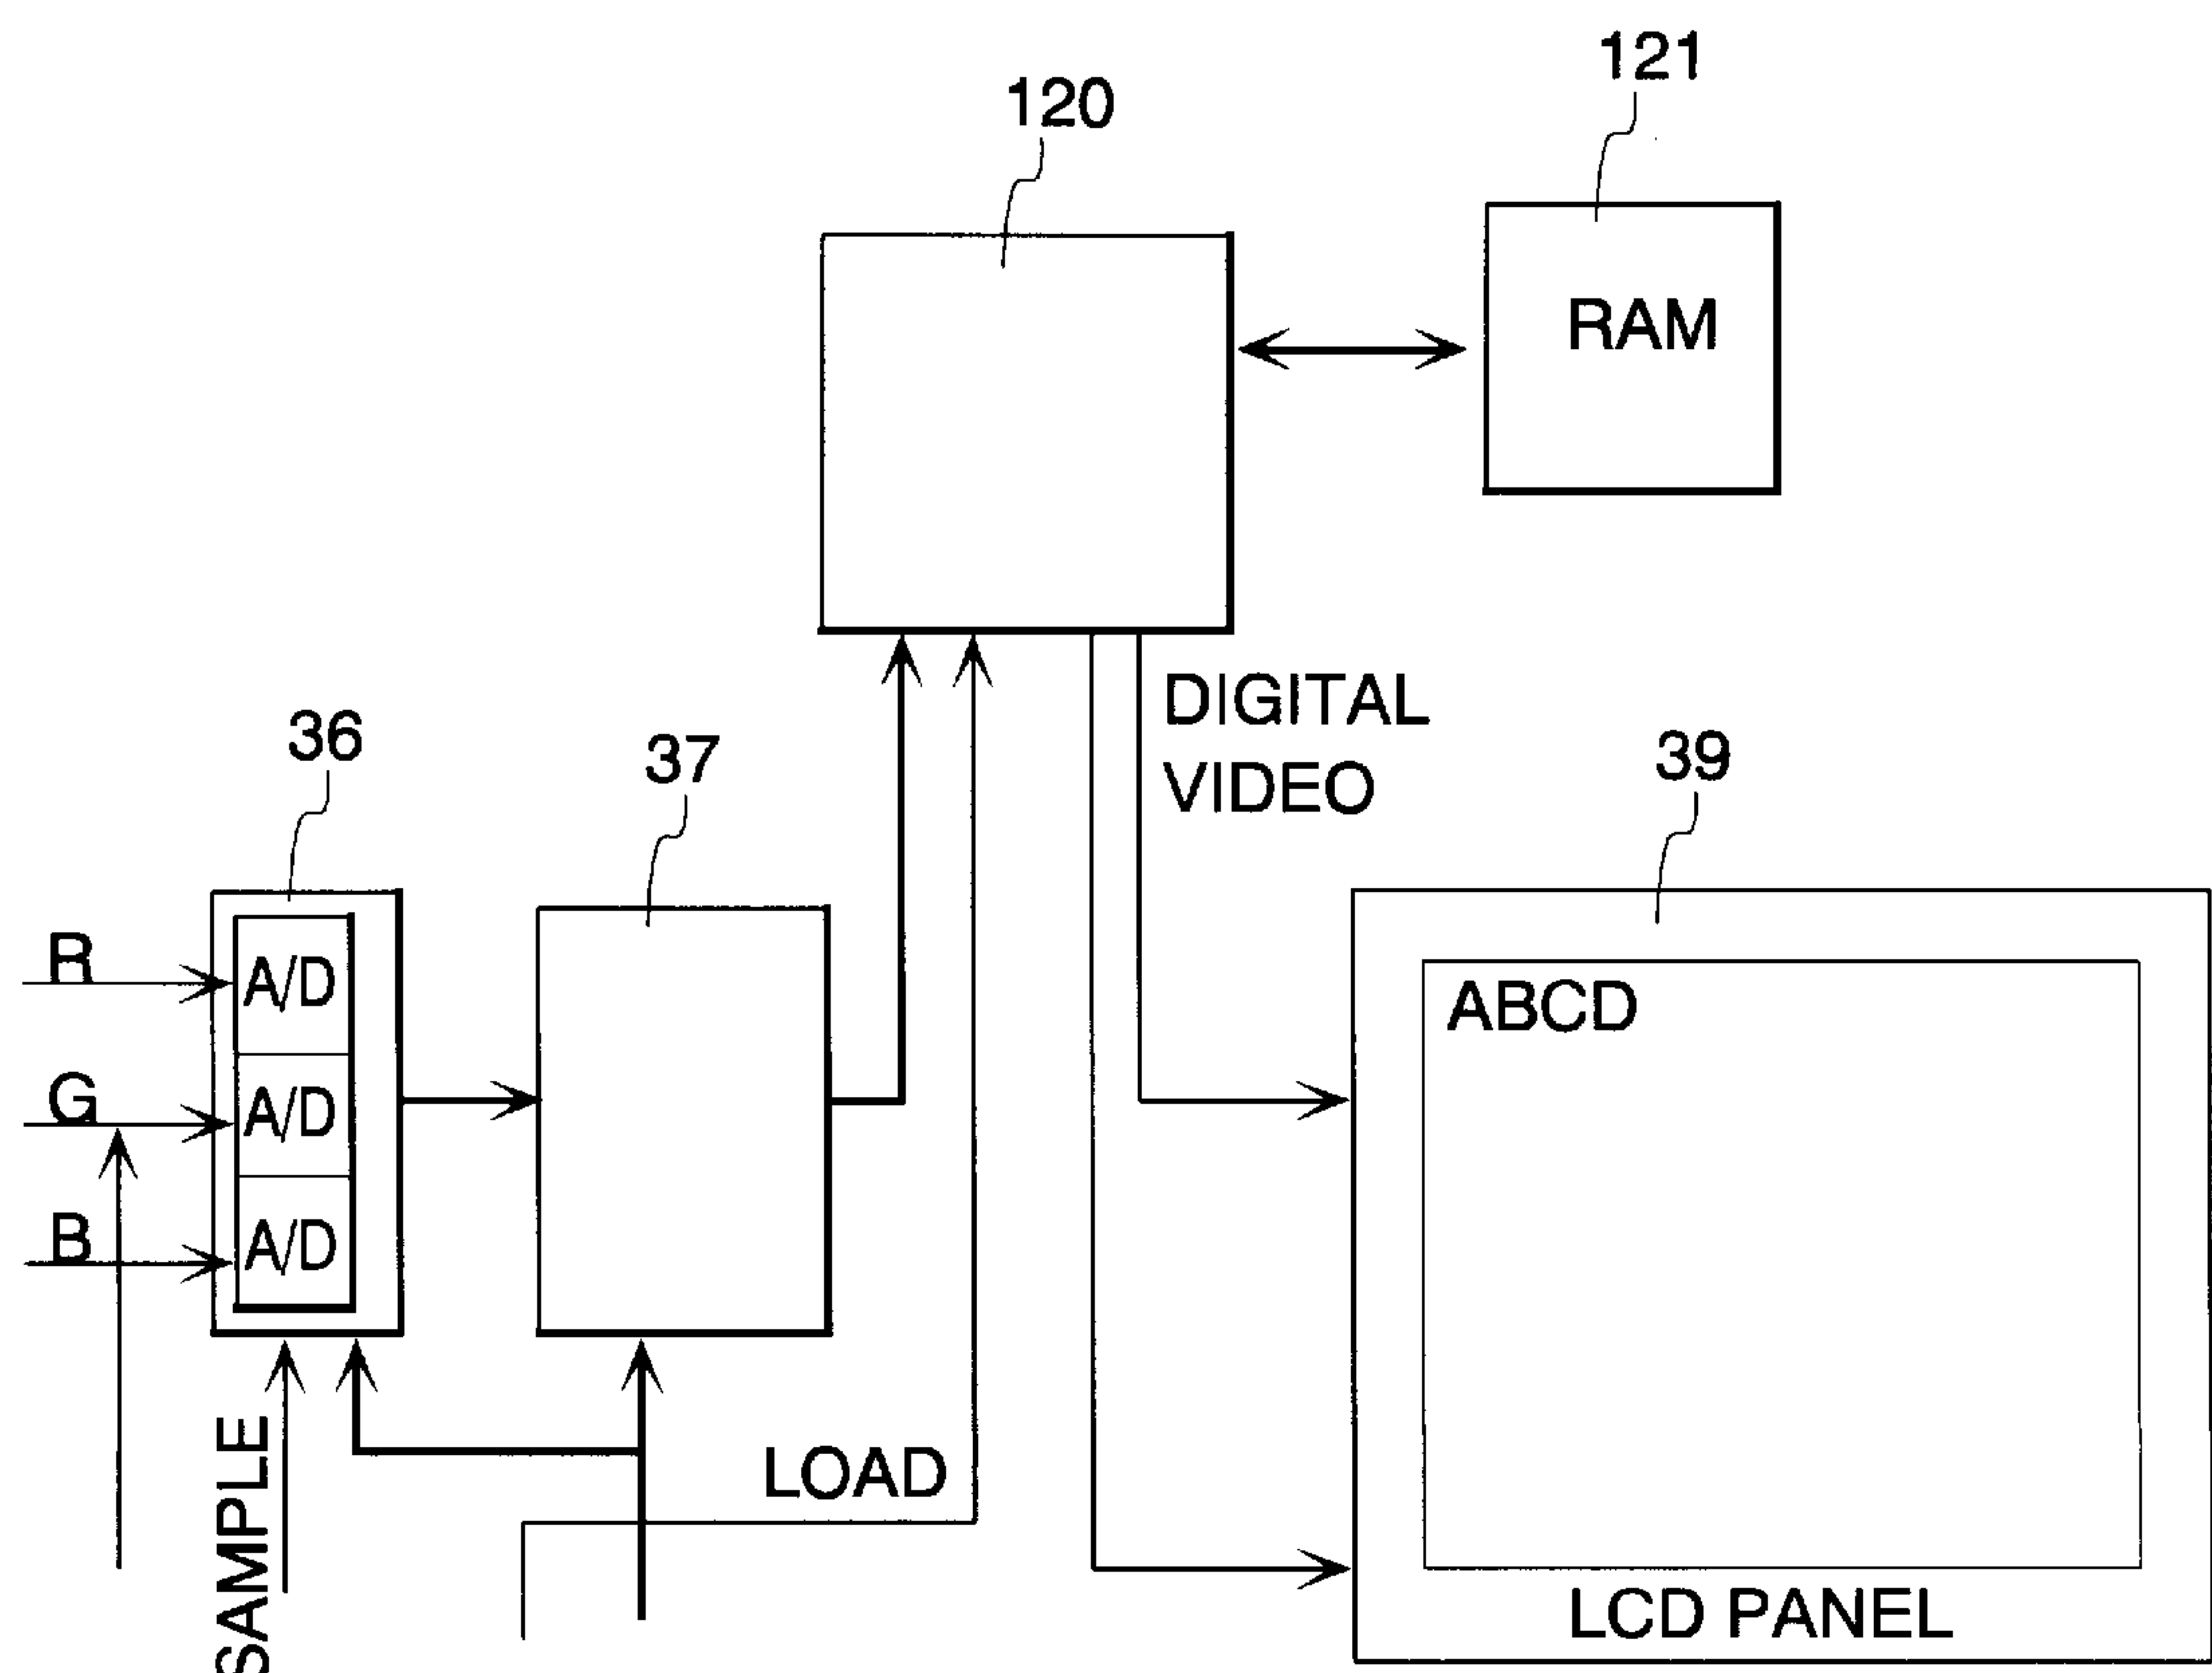 121
120
RAM
DIGITAL
VIDEO
36
37
39
R
A/D
ABCD
G
A/D
B
A/D
SAMPLE
LOAD
LCD PANEL